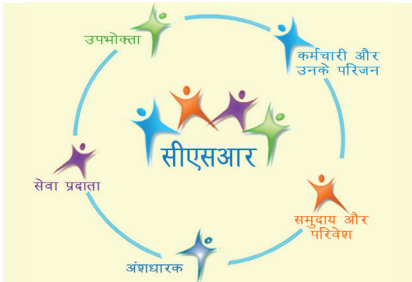 उपभोक्ता
कर्मचारी और
उनके परिजन
सीएसआर
सेवा प्रदाता
समुदाय और
परिवेश
अंशधारक